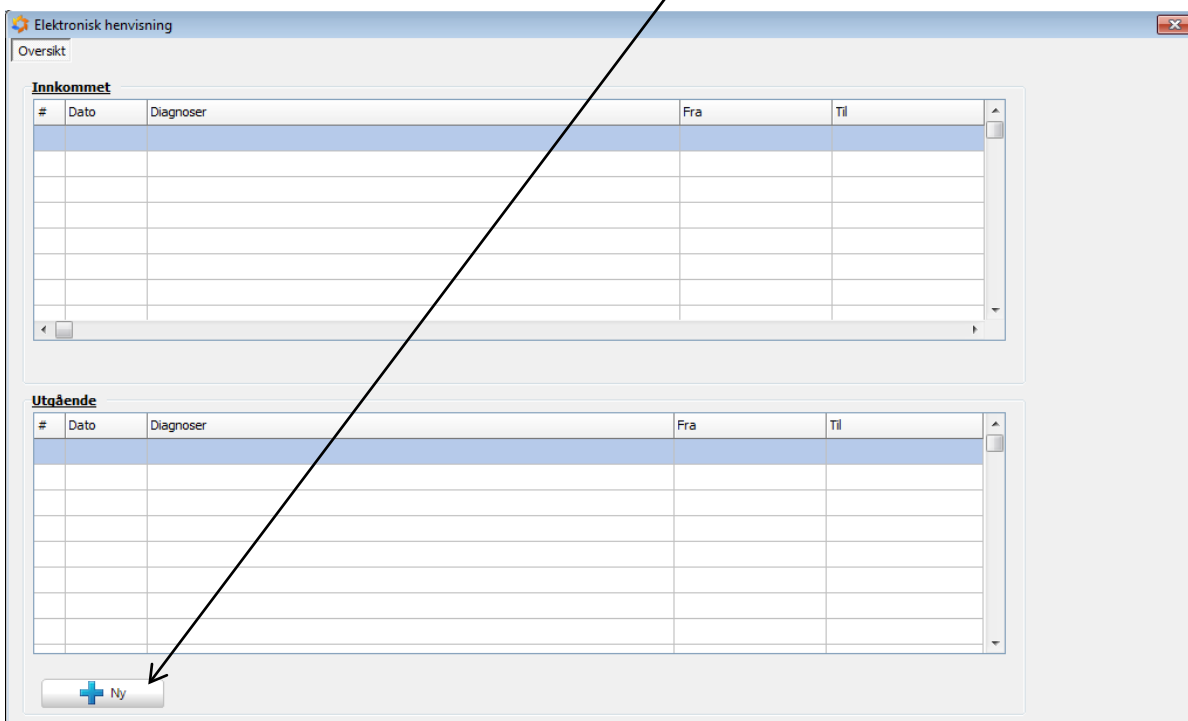 Elektronisk henvisning
Oversikt
Innkommet
# Dato Diagnoser Fra Til
Utgående
# Dato Diagnoser Fra Til
Ny